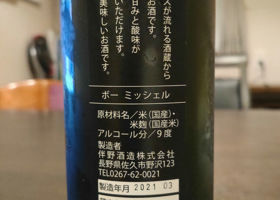 スが流れる酒蔵から
お酒です。
甘みと酸味が
いただけます。
美味しいお酒です。
ボー ミッシェル
原材料名／米（国産）・
米麹（国産米）
アルコール分／9度
製造者
伴野酒造株式会社
長野県佐久市野沢123
TEL0267-62-0021
製造年月 2021 03